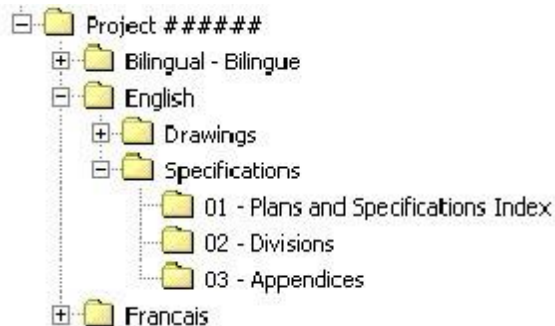 Project ######
Bilingual - Bilingue
English
Drawings
Specifications
01 - Plans and Specifications Index
02 - Divisions
03 - Appendices
Francais